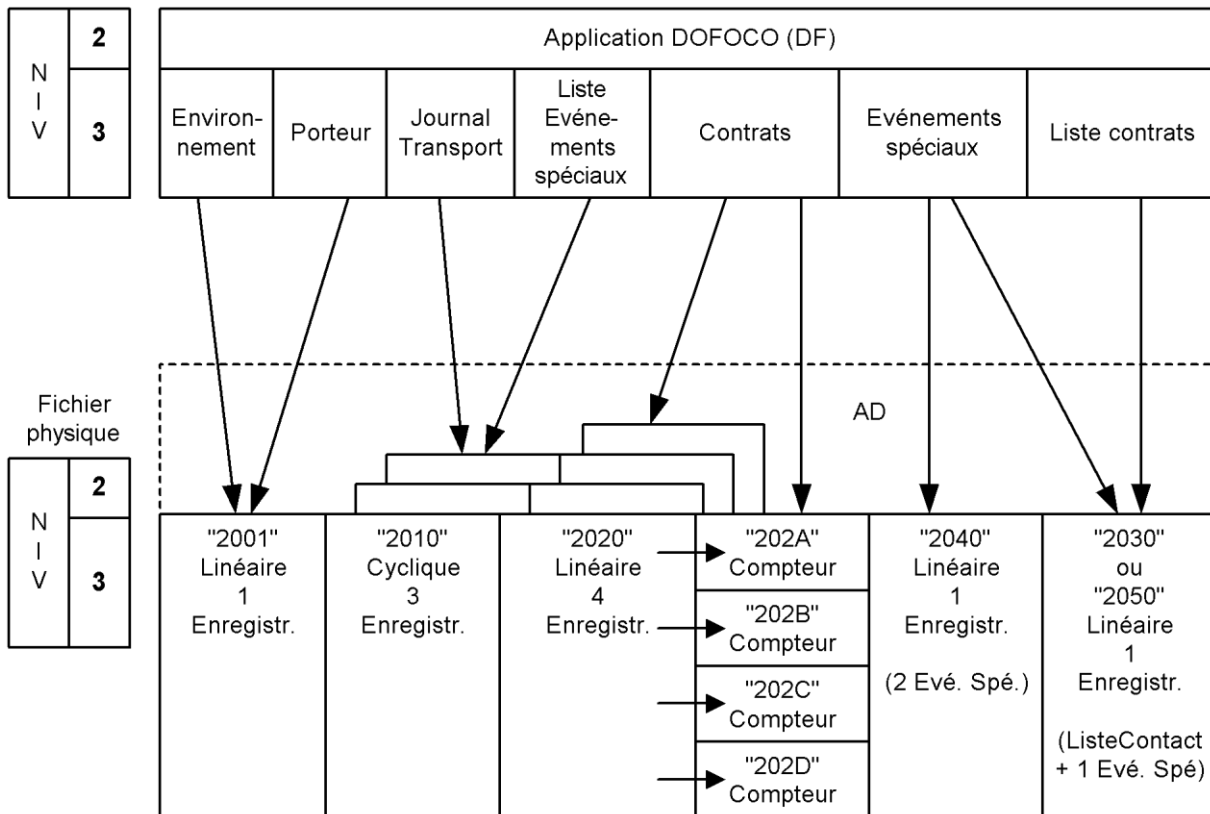 N
I
V
2
3
Application DOFOCO (DF)
Environ-
nement
Porteur
Journal
Transport
Liste
Evéne-
ments
spéciaux
Contrats
Evénements
spéciaux
Liste contrats
Fichier
physique
AD
N
I
V
2
3
"2001"
Linéaire
1
Enregistr.
"2010"
Cyclique
3
Enregistr.
"2020"
Linéaire
4
Enregistr.
"202A"
Compteur
"202B"
Compteur
"202C"
Compteur
"202D"
Compteur
"2040"
Linéaire
1
Enregistr.
(2 Evé. Spé.)
"2030"
ou
"2050"
Linéaire
1
Enregistr.
(ListeContact
+ 1 Evé. Spé)